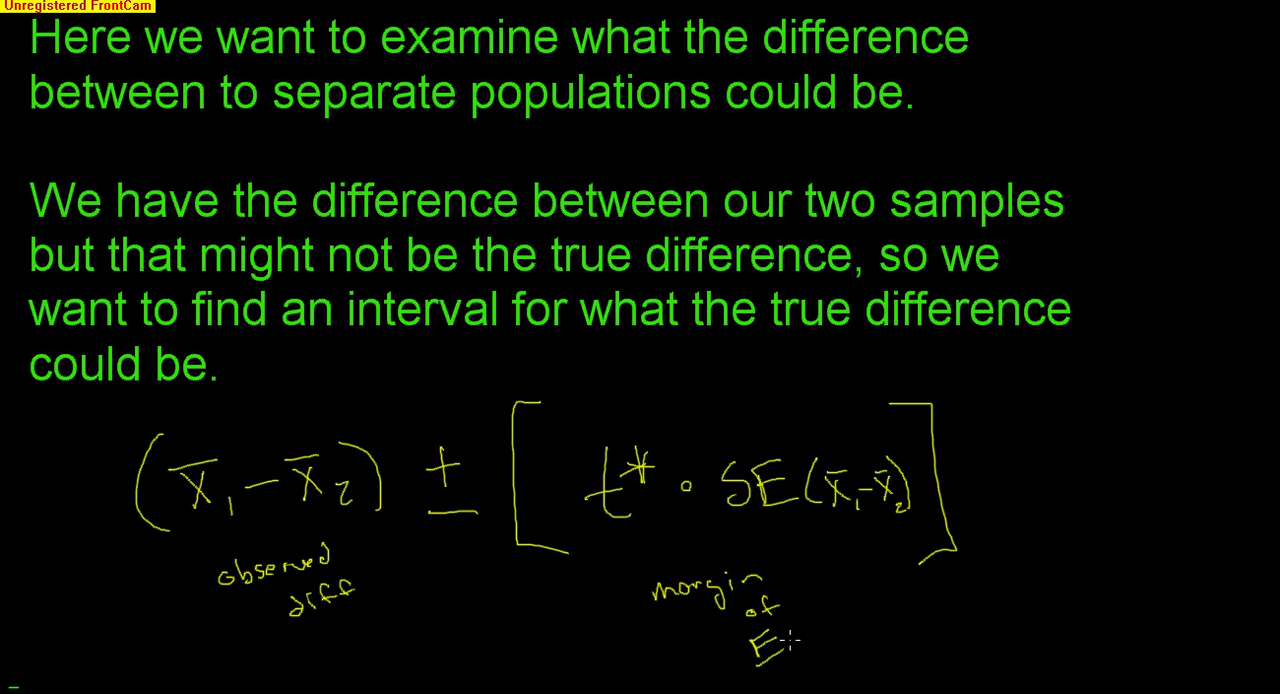 Unregistered FrontCam
Here we want to examine what the difference
between to separate populations could be.
We have the difference between our two samples
but that might not be the true difference, so we
want to find an interval for what the true difference
could be.
(x̄₁ - x̄₂) ± [t* · SE(x̄₁-x̄₂)]
observed
diff
margin
of
E